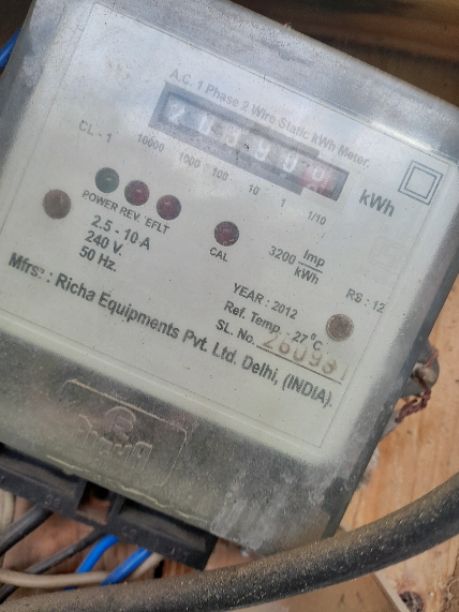 A.C. 1 Phase 2 Wire Static kWh Meter.
kWh
CL - 1 10000 1000 100 10 1 1/10
POWER REV. EFLT
CAL
2.5 - 10 A
240 V.
50 Hz.
3200 Imp
kWh
RS : 12
YEAR : 2012
Ref. Temp. - 27 °C
SL. No.
Mfrs. : Richa Equipments Pvt. Ltd. Delhi, (INDIA).